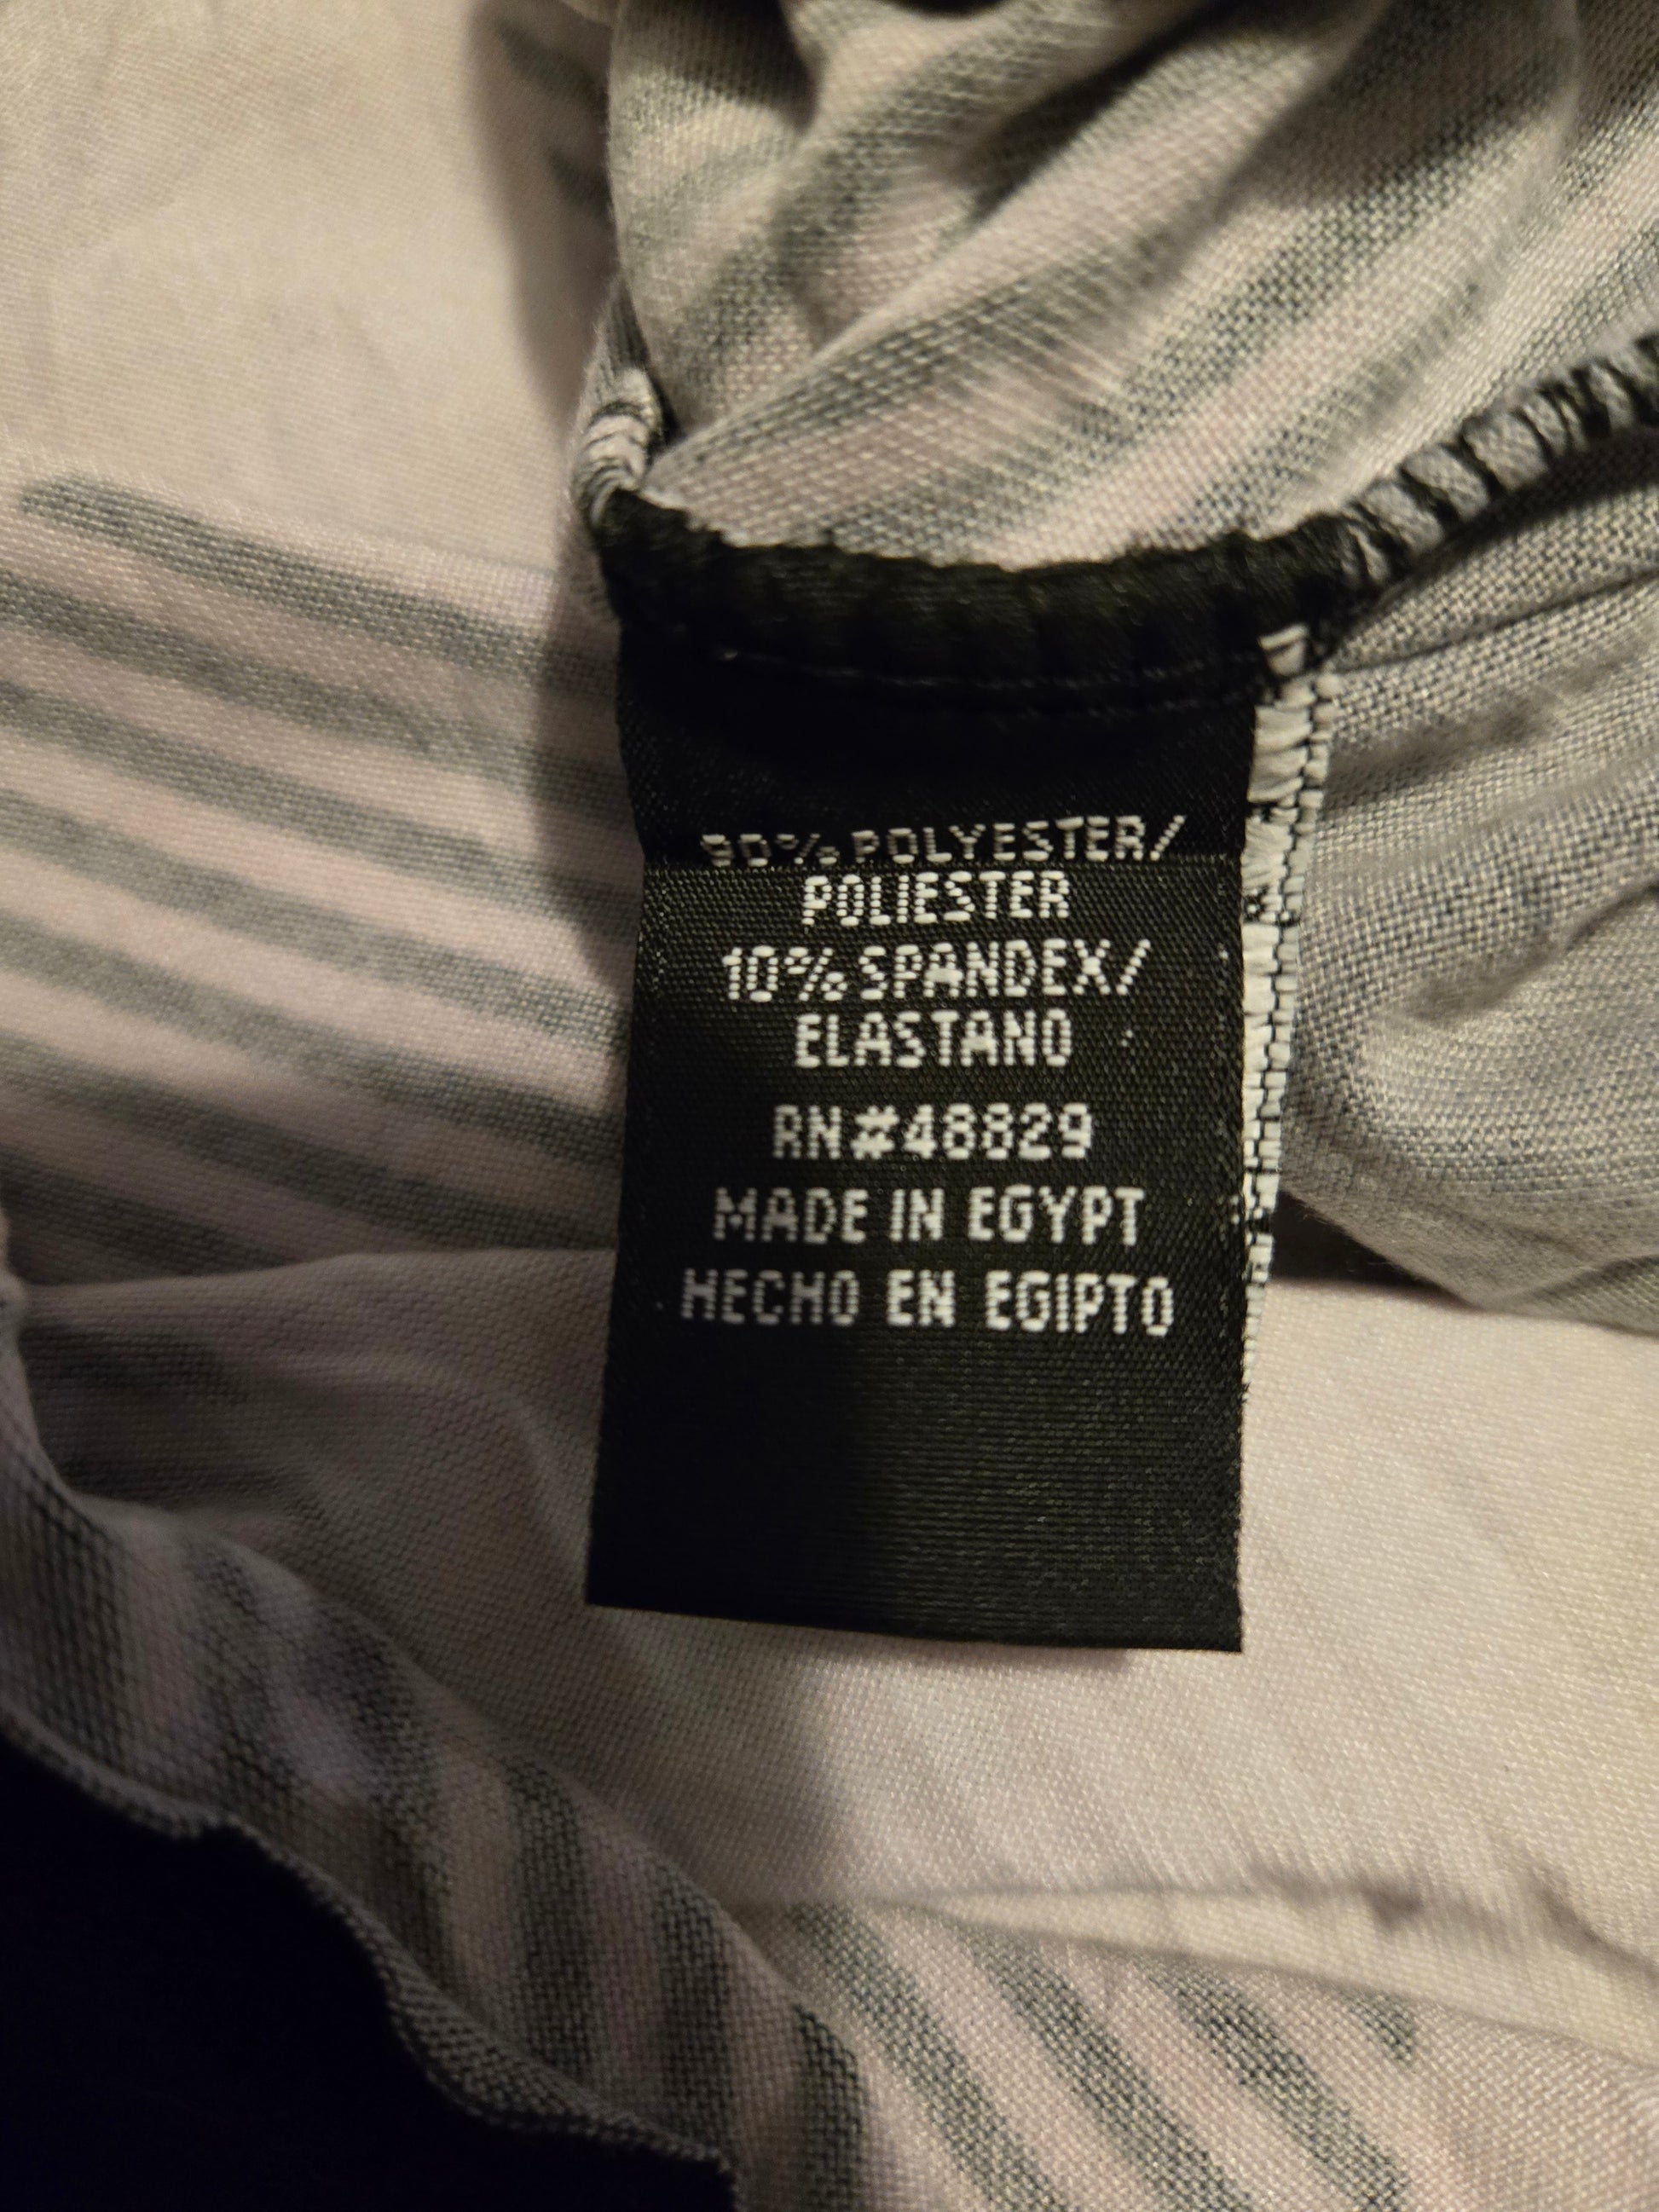 90% POLYESTER/
POLIESTER
10% SPANDEX/
ELASTANO
RN#48829
MADE IN EGYPT
HECHO EN EGIPTO